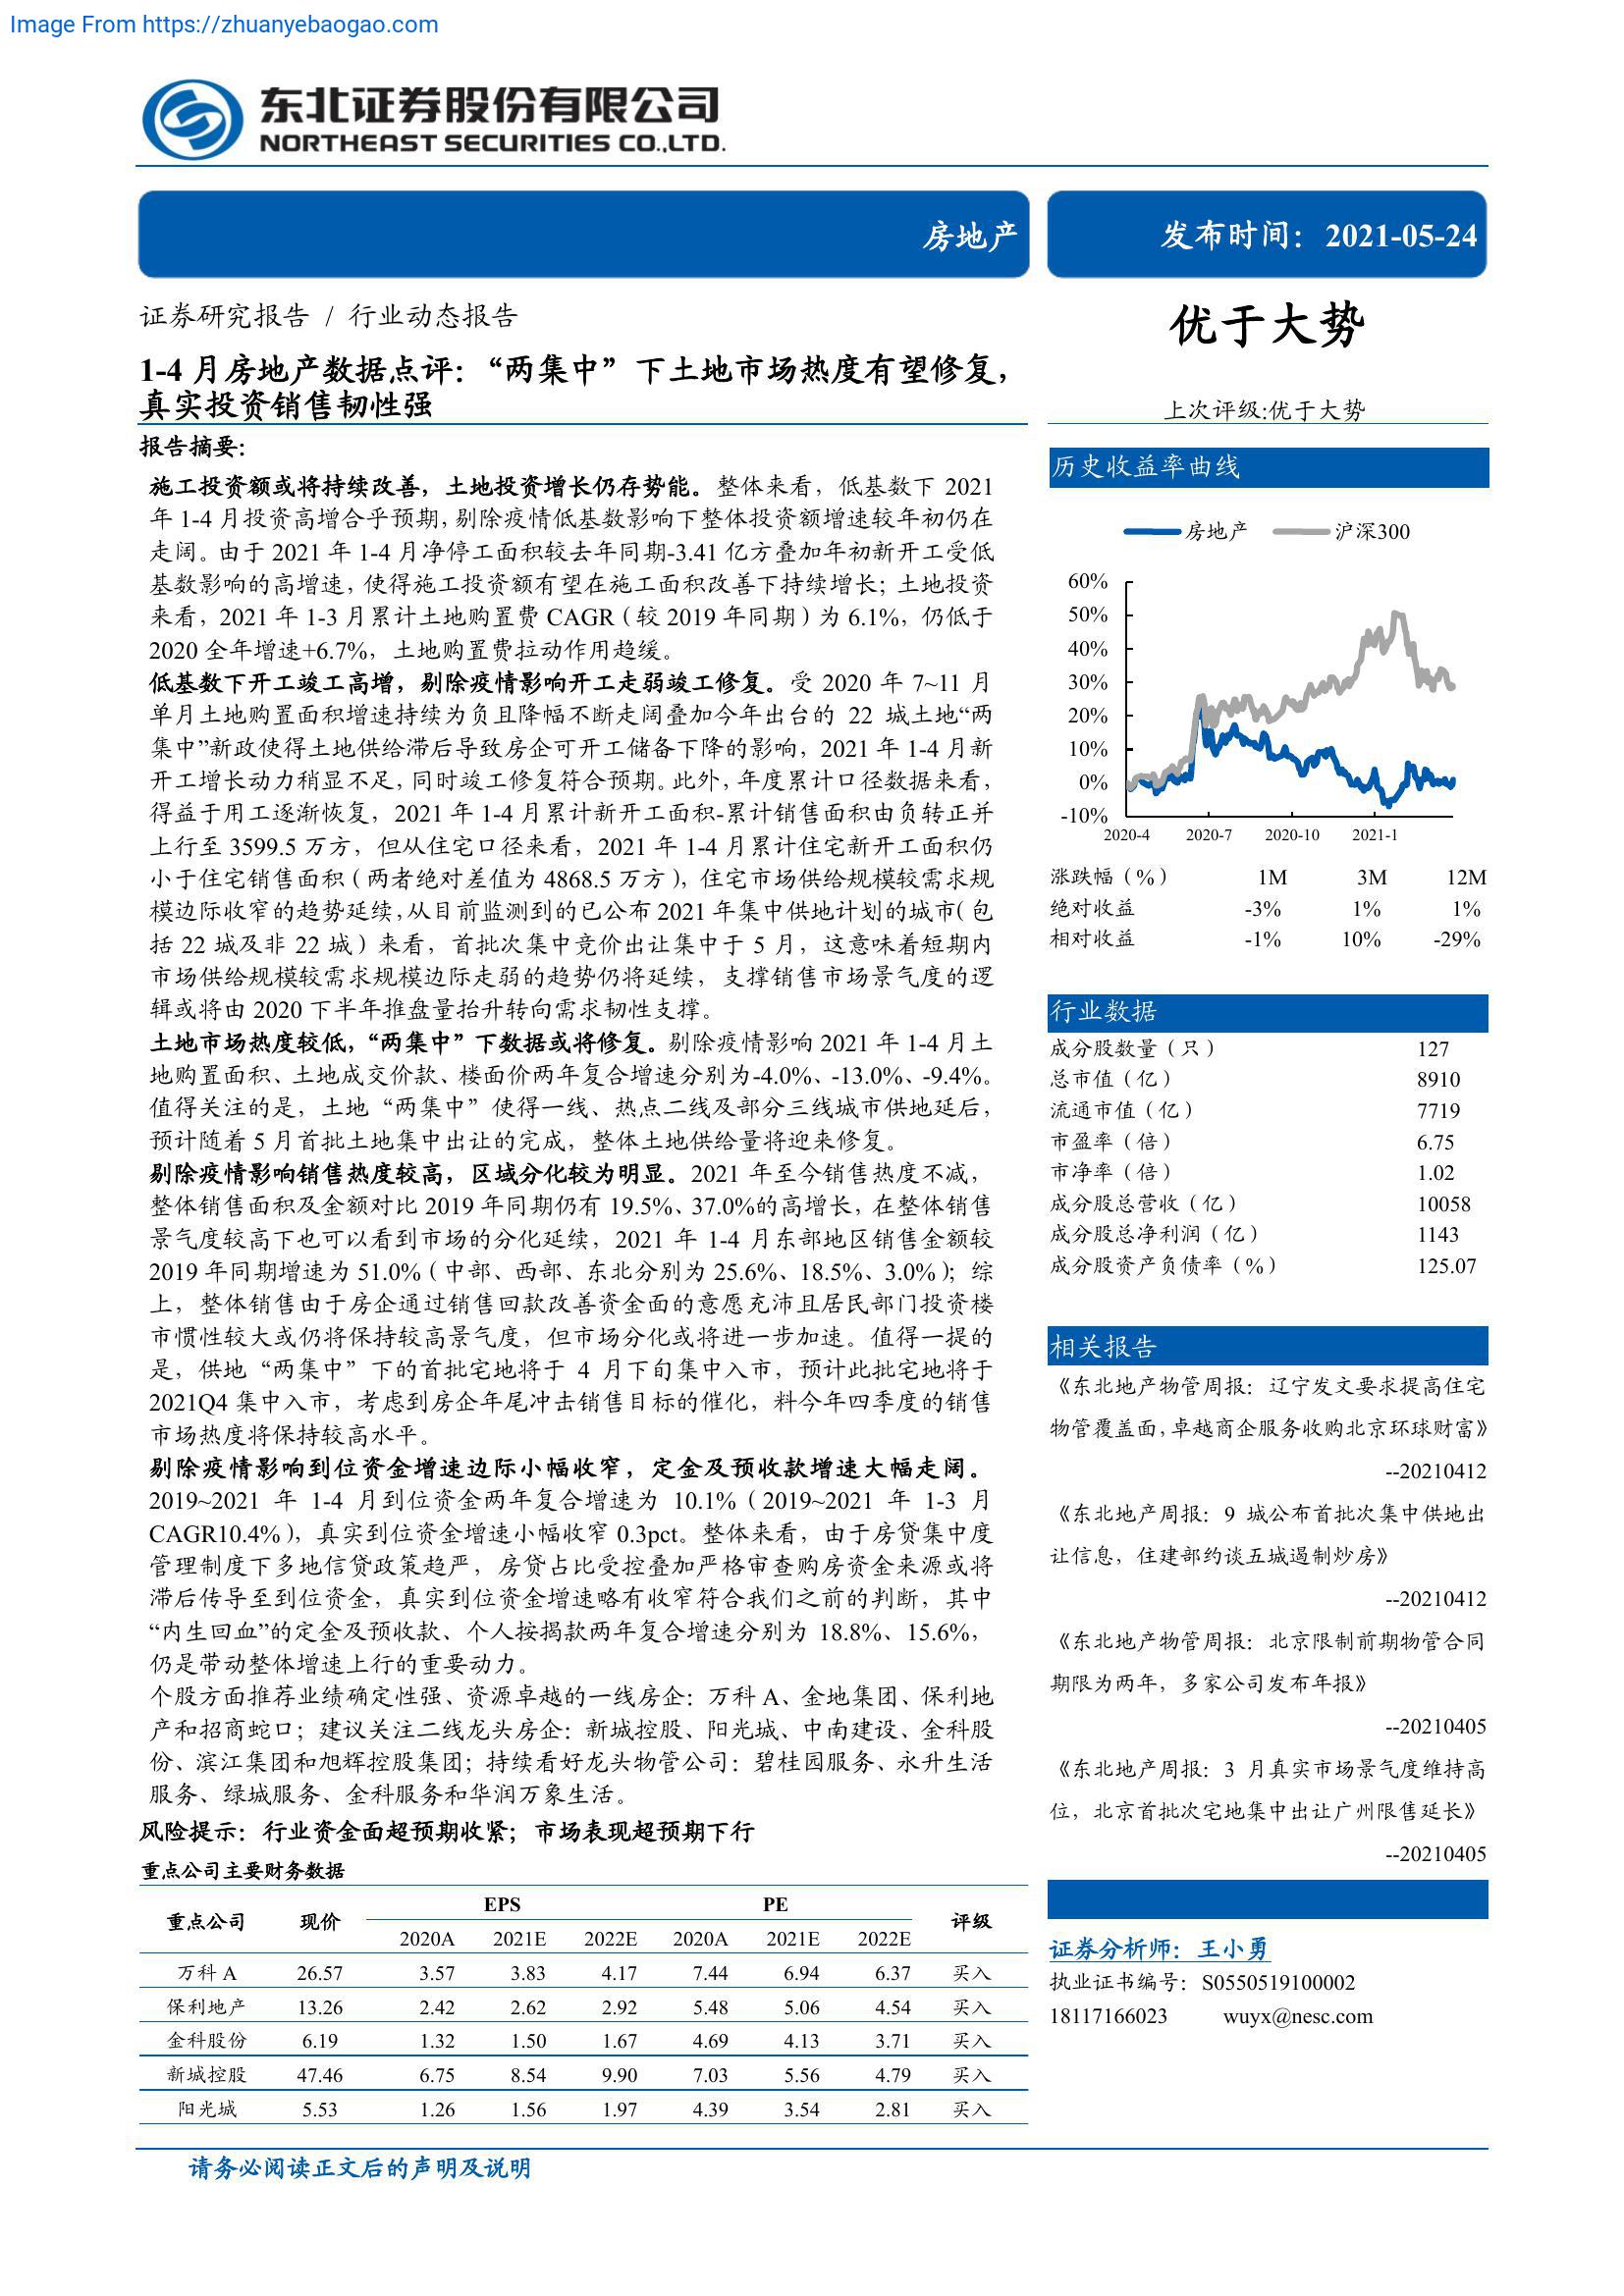 Image From https://zhuanyebaogao.com
东北证券股份有限公司
NORTHEAST SECURITIES CO.,LTD.
房地产
发布时间：2021-05-24
证券研究报告 / 行业动态报告
1-4 月房地产数据点评：“两集中”下土地市场热度有望修复，
真实投资销售韧性强
报告摘要：
施工投资额或将持续改善，土地投资增长仍存势能。整体来看，低基数下 2021
年 1-4 月投资高增合乎预期，剔除疫情低基数影响下整体投资额增速较年初仍在
走阔。由于 2021 年 1-4 月净停工面积较去年同期-3.41 亿方叠加年初新开工受低
基数影响的高增速，使得施工投资额有望在施工面积改善下持续增长；土地投资
来看，2021 年 1-3 月累计土地购置费 CAGR（较 2019 年同期）为 6.1%，仍低于
2020 全年增速+6.7%，土地购置费拉动作用趋缓。
低基数下开工竣工高增，剔除疫情影响开工走弱竣工修复。受 2020 年 7~11 月
单月土地购置面积增速持续为负且降幅不断走阔叠加今年出台的 22 城土地“两
集中”新政使得土地供给滞后导致房企可开工储备下降的影响，2021 年 1-4 月新
开工增长动力稍显不足，同时竣工修复符合预期。此外，年度累计口径数据来看，
得益于用工逐渐恢复，2021 年 1-4 月累计新开工面积-累计销售面积由负转正并
上行至 3599.5 万方，但从住宅口径来看，2021 年 1-4 月累计住宅新开工面积仍
小于住宅销售面积（两者绝对差值为 4868.5 万方），住宅市场供给规模较需求规
模边际收窄的趋势延续，从目前监测到的已公布 2021 年集中供地计划的城市（包
括 22 城及非 22 城）来看，首批次集中竞价出让集中于 5 月，这意味着短期内
市场供给规模较需求规模边际走弱的趋势仍将延续，支撑销售市场景气度的逻
辑或将由 2020 下半年推盘量抬升转向需求韧性支撑。
土地市场热度较低，“两集中”下数据或将修复。剔除疫情影响 2021 年 1-4 月土
地购置面积、土地成交价款、楼面价两年复合增速分别为-4.0%、-13.0%、-9.4%。
值得关注的是，土地“两集中”使得一线、热点二线及部分三线城市供地延后，
预计随着 5 月首批土地集中出让的完成，整体土地供给量将迎来修复。
剔除疫情影响销售热度较高，区域分化较为明显。2021 年至今销售热度不减，
整体销售面积及金额对比 2019 年同期仍有 19.5%、37.0%的高增长，在整体销售
景气度较高下也可以看到市场的分化延续，2021 年 1-4 月东部地区销售金额较
2019 年同期增速为 51.0%（中部、西部、东北分别为 25.6%、18.5%、3.0%）；综
上，整体销售由于房企通过销售回款改善资金面的意愿充沛且居民部门投资楼
市惯性较大或仍将保持较高景气度，但市场分化或将进一步加速。值得一提的
是，供地“两集中”下的首批宅地将于 4 月下旬集中入市，预计此批宅地将于
2021Q4 集中入市，考虑到房企年尾冲击销售目标的催化，料今年四季度的销售
市场热度将保持较高水平。
剔除疫情影响到位资金增速边际小幅收窄，定金及预收款增速大幅走阔。
2019~2021 年 1-4 月到位资金两年复合增速为 10.1%（2019~2021 年 1-3 月
CAGR10.4%），真实到位资金增速小幅收窄 0.3pct。整体来看，由于房贷集中度
管理制度下多地信贷政策趋严，房贷占比受控叠加严格审查购房资金来源或将
滞后传导至到位资金，真实到位资金增速略有收窄符合我们之前的判断，其中
“内生回血”的定金及预收款、个人按揭款两年复合增速分别为 18.8%、15.6%，
仍是带动整体增速上行的重要动力。
个股方面推荐业绩确定性强、资源卓越的一线房企：万科 A、金地集团、保利地
产和招商蛇口；建议关注二线龙头房企：新城控股、阳光城、中南建设、金科股
份、滨江集团和旭辉控股集团；持续看好龙头物管公司：碧桂园服务、永升生活
服务、绿城服务、金科服务和华润万象生活。
风险提示：行业资金面超预期收紧；市场表现超预期下行
重点公司主要财务数据
重点公司 现价 EPS PE 评级
2020A 2021E 2022E 2020A 2021E 2022E
万科 A 26.57 3.57 3.83 4.17 7.44 6.94 6.37 买入
保利地产 13.26 2.42 2.62 2.92 5.48 5.06 4.54 买入
金科股份 6.19 1.32 1.50 1.67 4.69 4.13 3.71 买入
新城控股 47.46 6.75 8.54 9.90 7.03 5.56 4.79 买入
阳光城 5.53 1.26 1.56 1.97 4.39 3.54 2.81 买入
优于大势
上次评级:优于大势
历史收益率曲线
房地产 沪深300
60%
50%
40%
30%
20%
10%
0%
-10%
2020-4 2020-7 2020-10 2021-1
涨跌幅（%） 1M 3M 12M
绝对收益 -3% 1% 1%
相对收益 -1% 10% -29%
行业数据
成分股数量（只） 127
总市值（亿） 8910
流通市值（亿） 7719
市盈率（倍） 6.75
市净率（倍） 1.02
成分股总营收（亿） 10058
成分股总净利润（亿） 1143
成分股资产负债率（%） 125.07
相关报告
《东北地产物管周报：辽宁发文要求提高住宅
物管覆盖面，卓越商企服务收购北京环球财富》
--20210412
《东北地产周报：9 城公布首批次集中供地出
让信息，住建部约谈五城遏制炒房》
--20210412
《东北地产物管周报：北京限制前期物管合同
期限为两年，多家公司发布年报》
--20210405
《东北地产周报：3 月真实市场景气度维持高
位，北京首批次宅地集中出让广州限售延长》
--20210405
证券分析师：王小勇
执业证书编号：S0550519100002
18117166023 wuyx@nesc.com
请务必阅读正文后的声明及说明